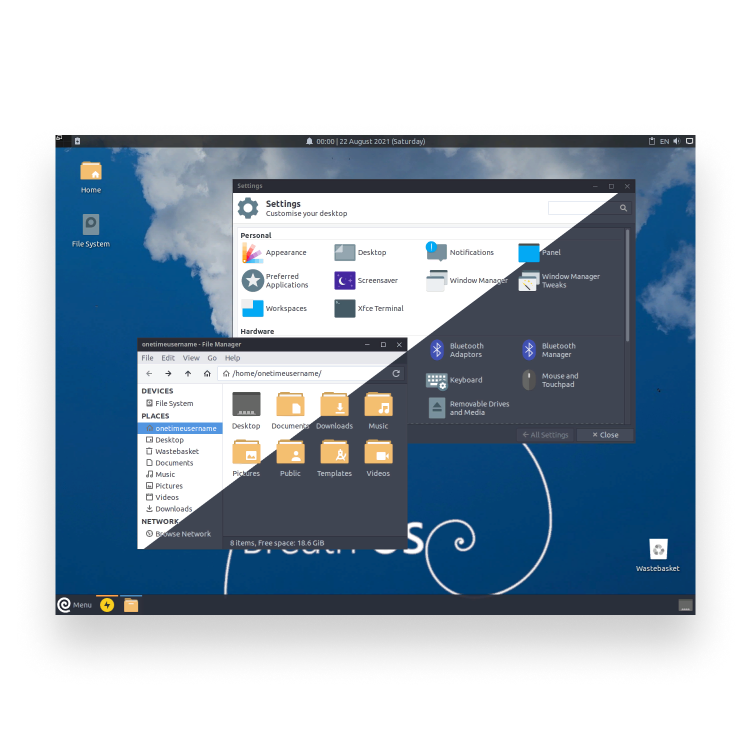 00:00 | 22 August 2021 (Saturday)
EN
Home
File System
Settings
Settings
Customise your desktop
Personal
Appearance
Desktop
Notifications
Panel
Preferred
Applications
Screensaver
Window Manager
Window Manager
Tweaks
Workspaces
Xfce Terminal
Hardware
Bluetooth
Adaptors
Bluetooth
Manager
Keyboard
Mouse and
Touchpad
Removable Drives
and Media
All Settings
Close
onetimeusername - File Manager
File Edit View Go Help
/home/onetimeusername/
DEVICES
File System
PLACES
onetimeusername
Desktop
Wastebasket
Documents
Music
Pictures
Videos
Downloads
NETWORK
Browse Network
Desktop
Documents
Downloads
Music
Pictures
Public
Templates
Videos
8 items, Free space: 18.6 GiB
Breath OS
Wastebasket
Menu